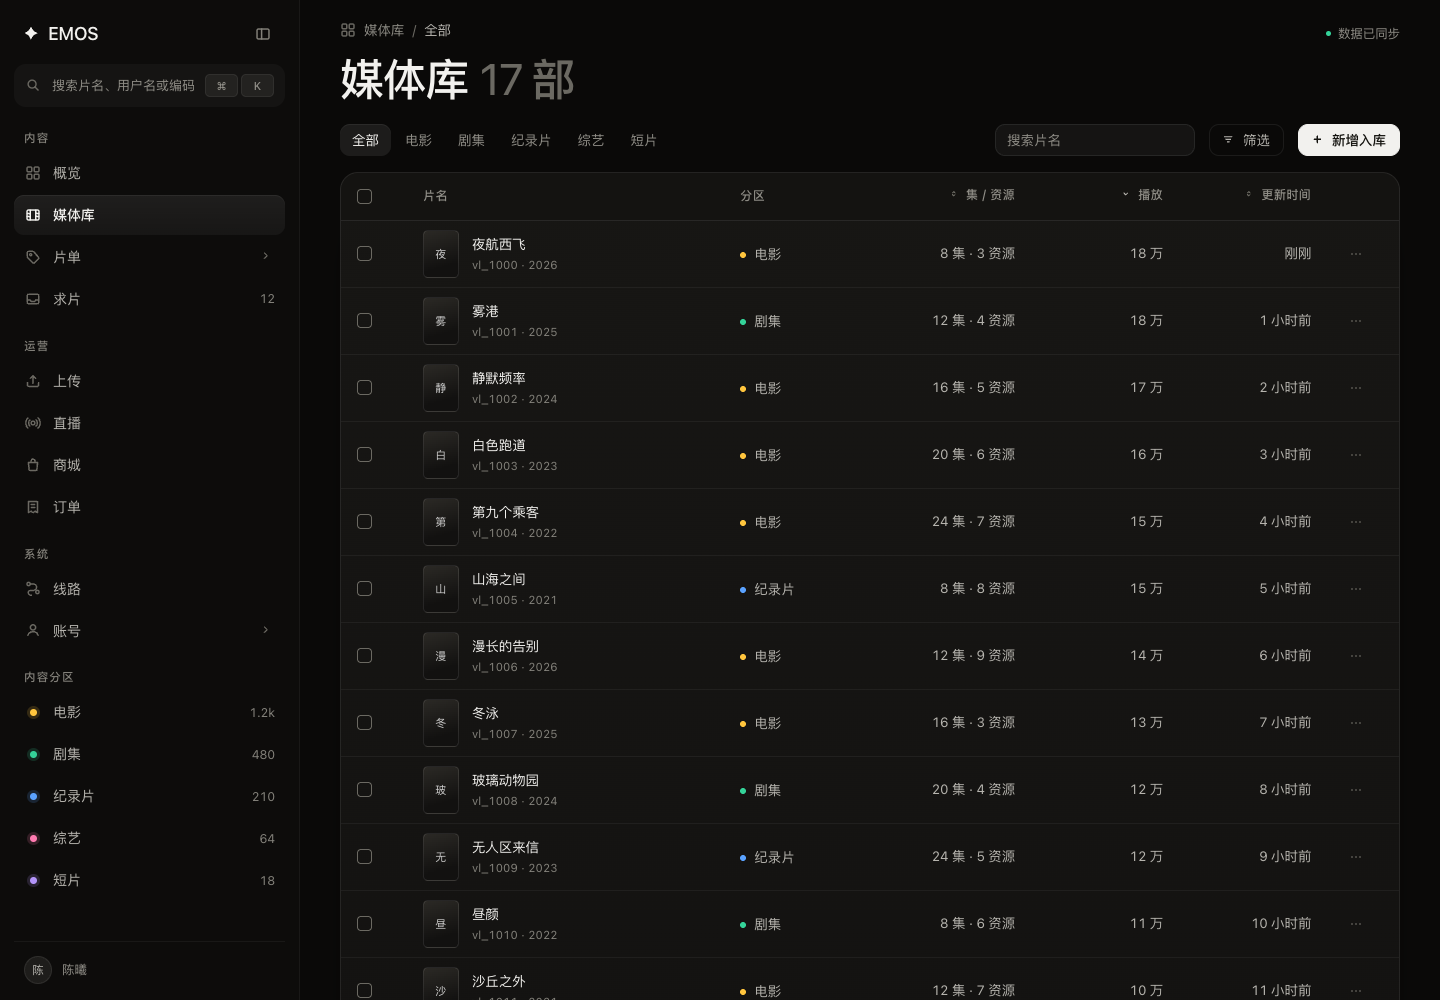 EMOS
搜索片名、用户名或编码 ⌘ K
内容
概览
媒体库
片单
求片 12
运营
上传
直播
商城
订单
系统
线路
账号
内容分区
电影 1.2k
剧集 480
纪录片 210
综艺 64
短片 18
陈 陈曦
媒体库 / 全部
数据已同步
媒体库 17 部
全部 电影 剧集 纪录片 综艺 短片
搜索片名 筛选 + 新增入库
片名 分区 集 / 资源 播放 更新时间
夜 夜航西飞 电影 8 集 · 3 资源 18 万 刚刚 ···
vl_1000 · 2026
雾 雾港 剧集 12 集 · 4 资源 18 万 1 小时前 ···
vl_1001 · 2025
静 静默频率 电影 16 集 · 5 资源 17 万 2 小时前 ···
vl_1002 · 2024
白 白色跑道 电影 20 集 · 6 资源 16 万 3 小时前 ···
vl_1003 · 2023
第 第九个乘客 电影 24 集 · 7 资源 15 万 4 小时前 ···
vl_1004 · 2022
山 山海之间 纪录片 8 集 · 8 资源 15 万 5 小时前 ···
vl_1005 · 2021
漫 漫长的告别 电影 12 集 · 9 资源 14 万 6 小时前 ···
vl_1006 · 2026
冬 冬泳 电影 16 集 · 3 资源 13 万 7 小时前 ···
vl_1007 · 2025
玻 玻璃动物园 剧集 20 集 · 4 资源 12 万 8 小时前 ···
vl_1008 · 2024
无 无人区来信 纪录片 24 集 · 5 资源 12 万 9 小时前 ···
vl_1009 · 2023
昼 昼颜 剧集 8 集 · 6 资源 11 万 10 小时前 ···
vl_1010 · 2022
沙 沙丘之外 电影 12 集 · 7 资源 10 万 11 小时前 ···